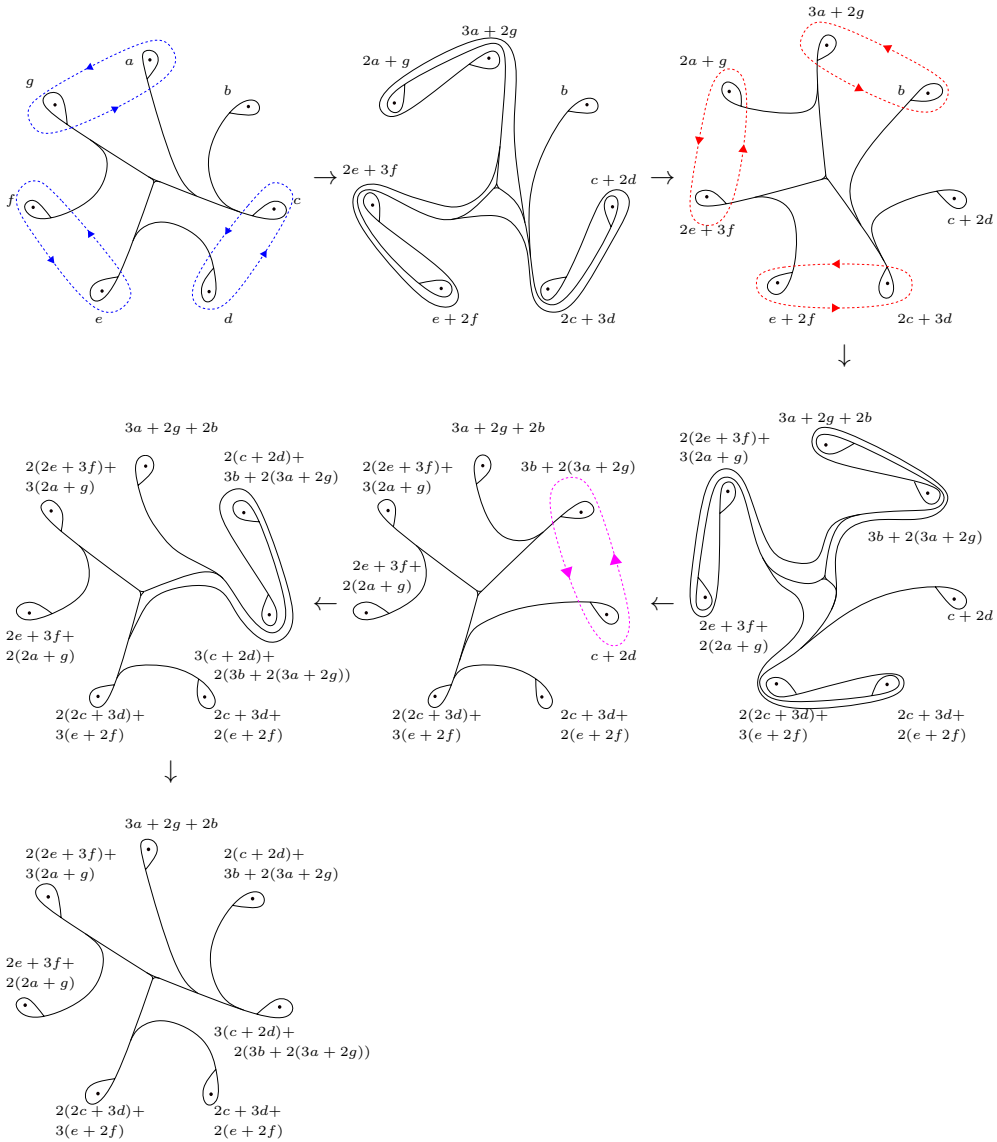 a
g
b
f
c
e
d
→
3a + 2g
2a + g
b
2e + 3f
c + 2d
e + 2f
2c + 3d
→
3a + 2g
2a + g
b
2e + 3f
c + 2d
e + 2f
2c + 3d
↓
3a + 2g + 2b
2(2e + 3f)+
3(2a + g)
3b + 2(3a + 2g)
2e + 3f+
2(2a + g)
c + 2d
2(2c + 3d)+
3(e + 2f)
2c + 3d+
2(e + 2f)
←
3a + 2g + 2b
2(2e + 3f)+
3(2a + g)
3b + 2(3a + 2g)
2e + 3f+
2(2a + g)
c + 2d
2(2c + 3d)+
3(e + 2f)
2c + 3d+
2(e + 2f)
←
3a + 2g + 2b
2(2e + 3f)+
3(2a + g)
2(c + 2d)+
3b + 2(3a + 2g)
2e + 3f+
2(2a + g)
3(c + 2d)+
2(3b + 2(3a + 2g))
2(2c + 3d)+
3(e + 2f)
2c + 3d+
2(e + 2f)
↓
3a + 2g + 2b
2(2e + 3f)+
3(2a + g)
2(c + 2d)+
3b + 2(3a + 2g)
2e + 3f+
2(2a + g)
3(c + 2d)+
2(3b + 2(3a + 2g))
2(2c + 3d)+
3(e + 2f)
2c + 3d+
2(e + 2f)